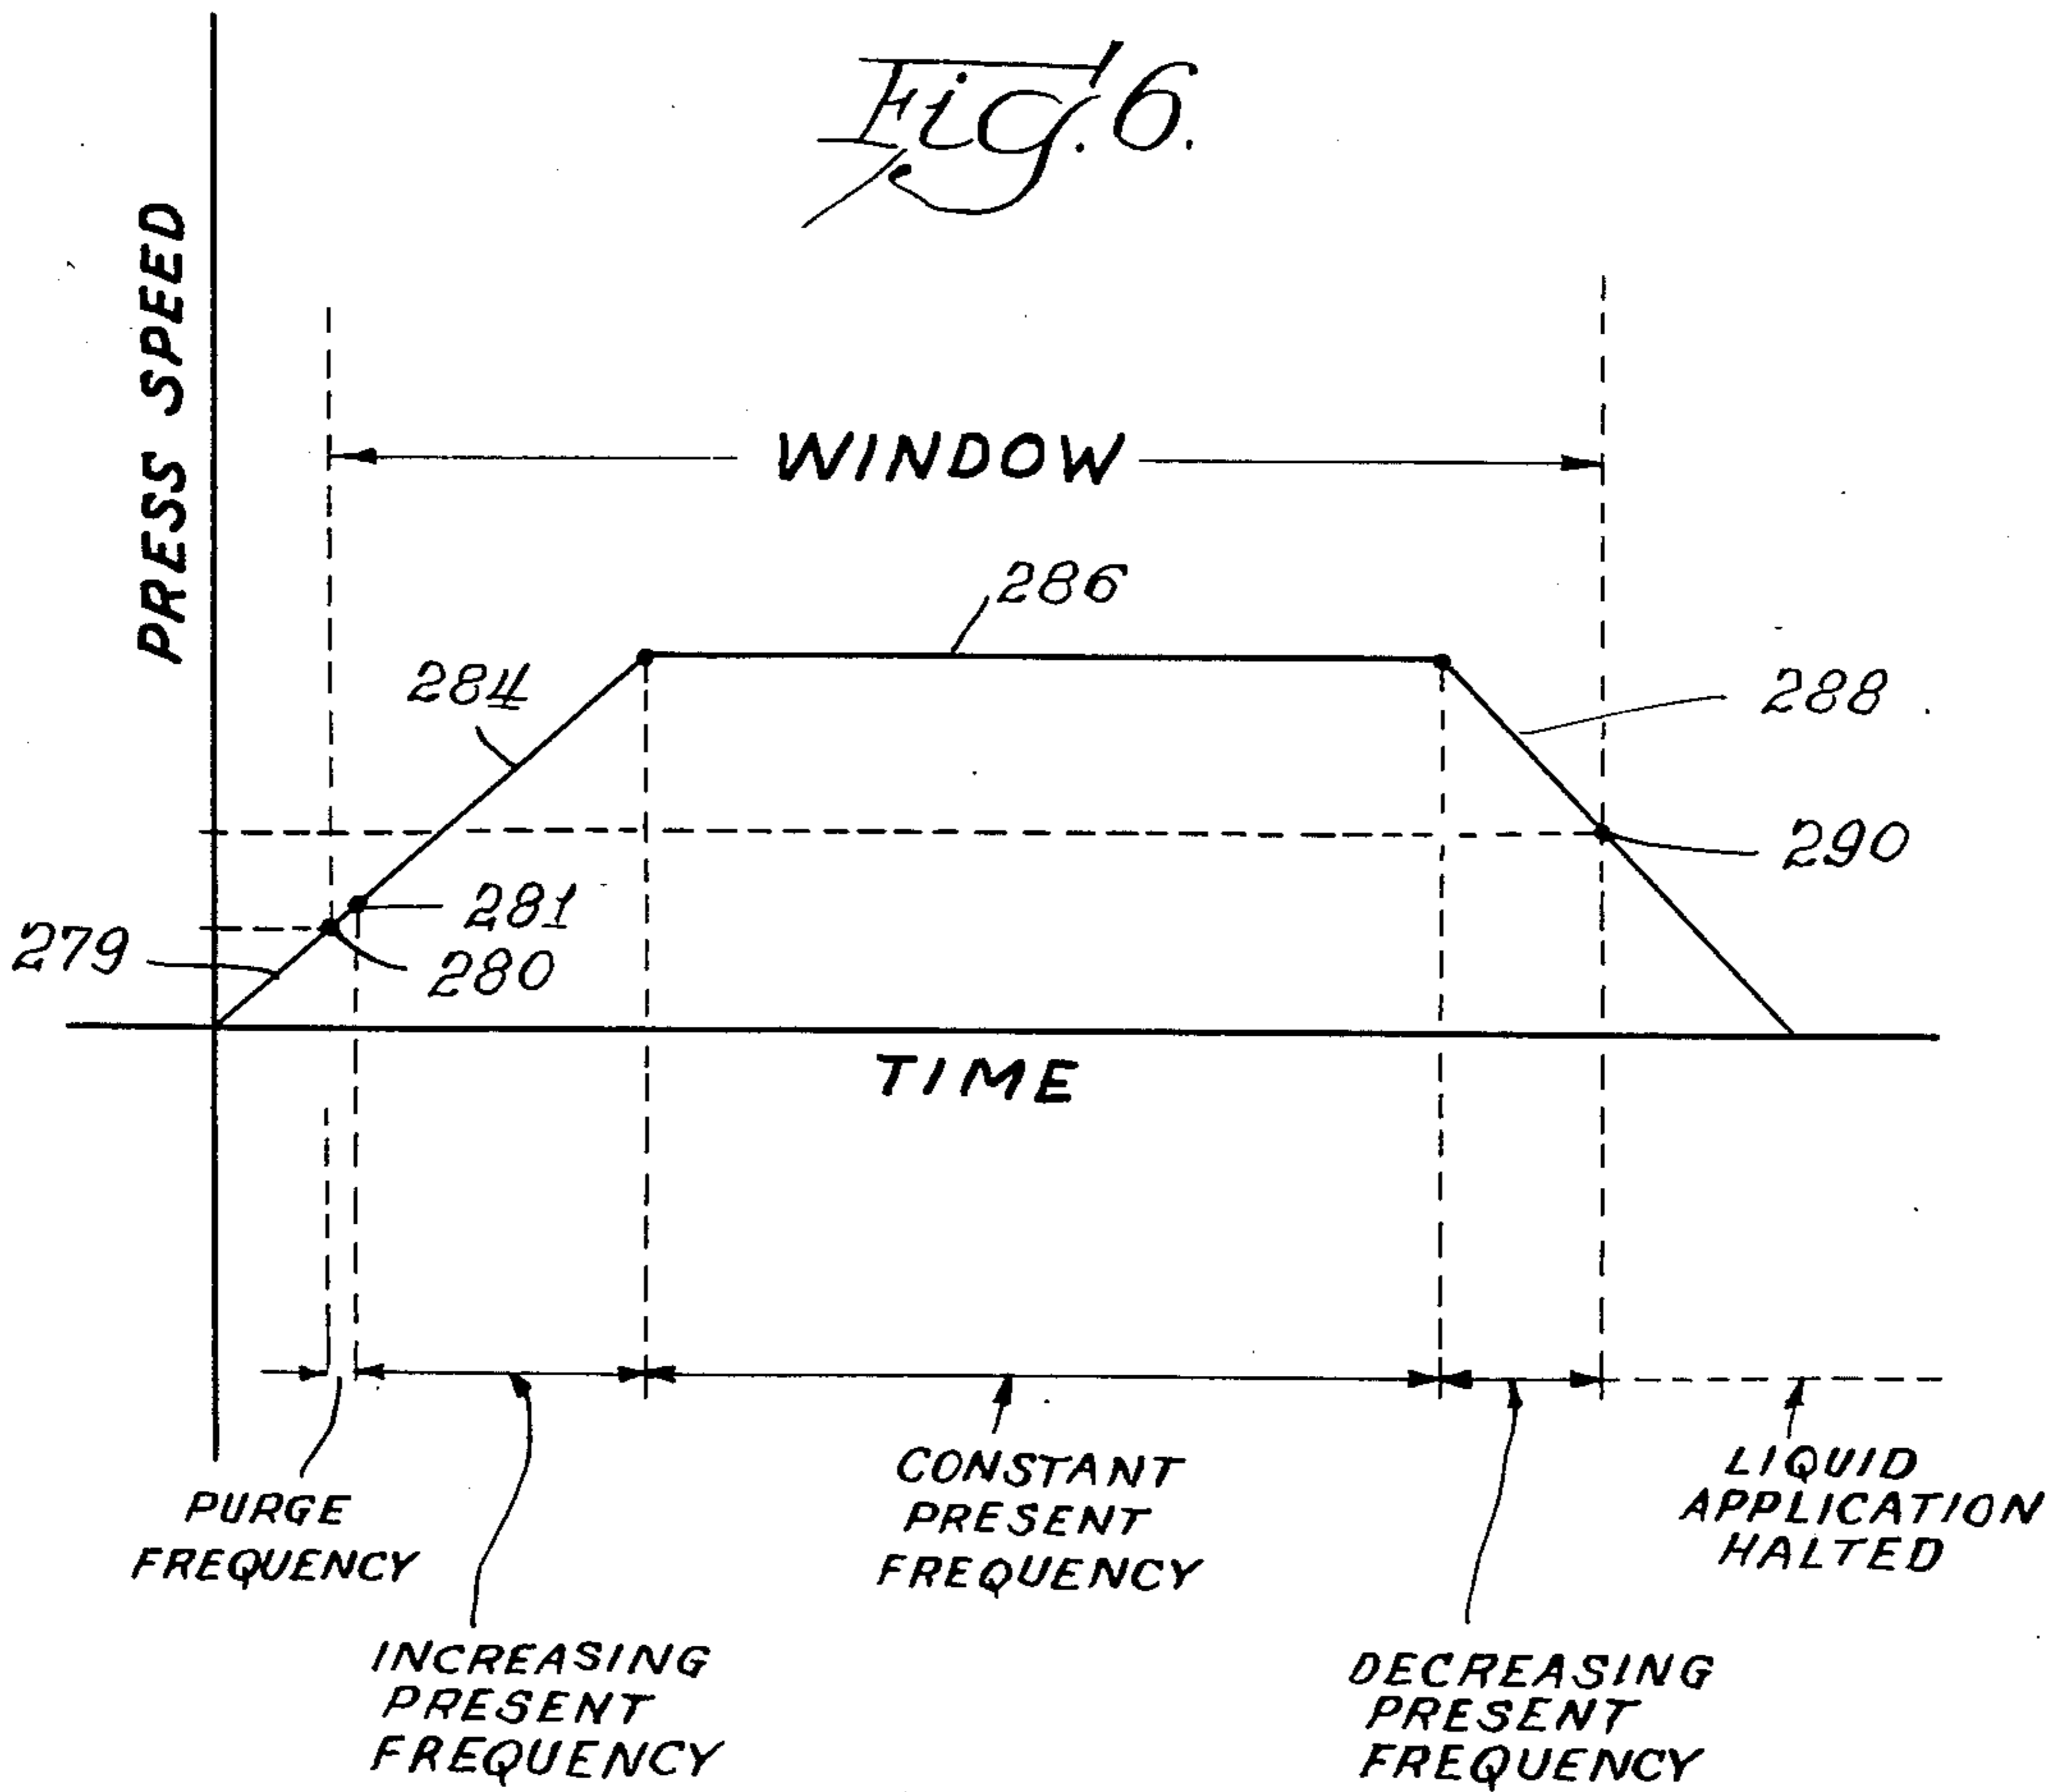 Fig. 6.
PRESS SPEED
WINDOW
286
284
288
290
281
280
279
TIME
PURGE
FREQUENCY
INCREASING
PRESENT
FREQUENCY
CONSTANT
PRESENT
FREQUENCY
DECREASING
PRESENT
FREQUENCY
LIQUID
APPLICATION
HALTED